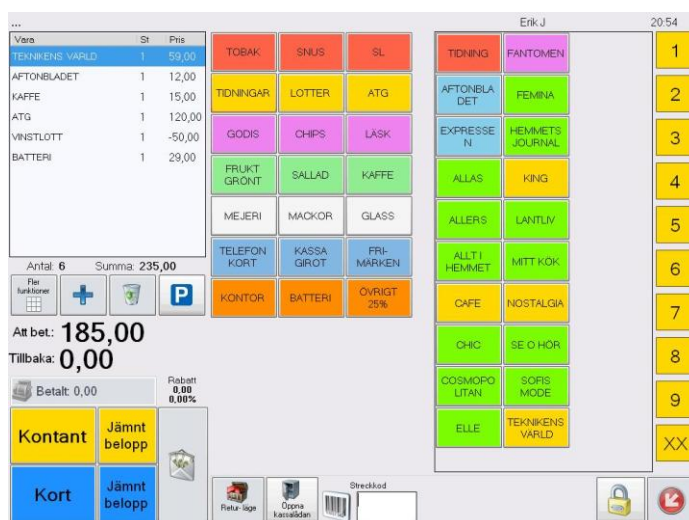 ...
Erik J
20:54
Vara St Pris
TEKNIKENS VÄRLD 1 59,00
AFTONBLADET 1 12,00
KAFFE 1 15,00
ATG 1 120,00
VINSTLOTT 1 -50,00
BATTERI 1 29,00
Antal: 6 Summa: 235,00
Fler
funktioner
P
Att bet.: 185,00
Tillbaka: 0,00
Betalt: 0,00
Rabatt
0,00
0,00%
Kontant
Jämnt
belopp
Kort
Jämnt
belopp
TOBAK SNUS SL
TIDNINGAR LOTTER ATG
GODIS CHIPS LÄSK
FRUKT
GRÖNT
SALLAD KAFFE
MEJERI MACKOR GLASS
TELEFON
KORT
KASSA
GIROT
FRI-
MÄRKEN
KONTOR BATTERI
ÖVRIGT
25%
Retur- läge
Öppna
kassalådan
Streckkod
TIDNING FANTOMEN
AFTONBLA
DET
FEMINA
EXPRESSE
N
HEMMETS
JOURNAL
ALLAS KING
ALLERS LANTLIV
ALLT I
HEMMET
MITT KÖK
CAFE NOSTALGIA
CHIC SE O HÖR
COSMOPO
LITAN
SOFIS
MODE
ELLE
TEKNIKENS
VÄRLD
1
2
3
4
5
6
7
8
9
XX